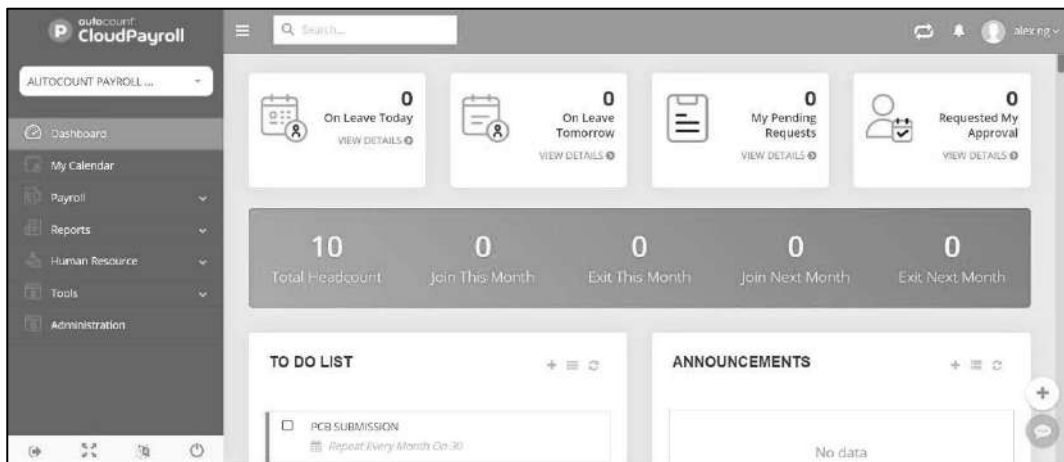 autocount
CloudPayroll
Search...
alex ng
AUTOCOUNT PAYROLL ...
Dashboard
My Calendar
Payroll
Reports
Human Resource
Tools
Administration
0
On Leave Today
VIEW DETAILS
0
On Leave
Tomorrow
VIEW DETAILS
0
My Pending
Requests
VIEW DETAILS
0
Requested My
Approval
VIEW DETAILS
10
Total Headcount
0
Join This Month
0
Exit This Month
0
Join Next Month
0
Exit Next Month
TO DO LIST
PCB SUBMISSION
Repeat Every Month On 30
ANNOUNCEMENTS
No data